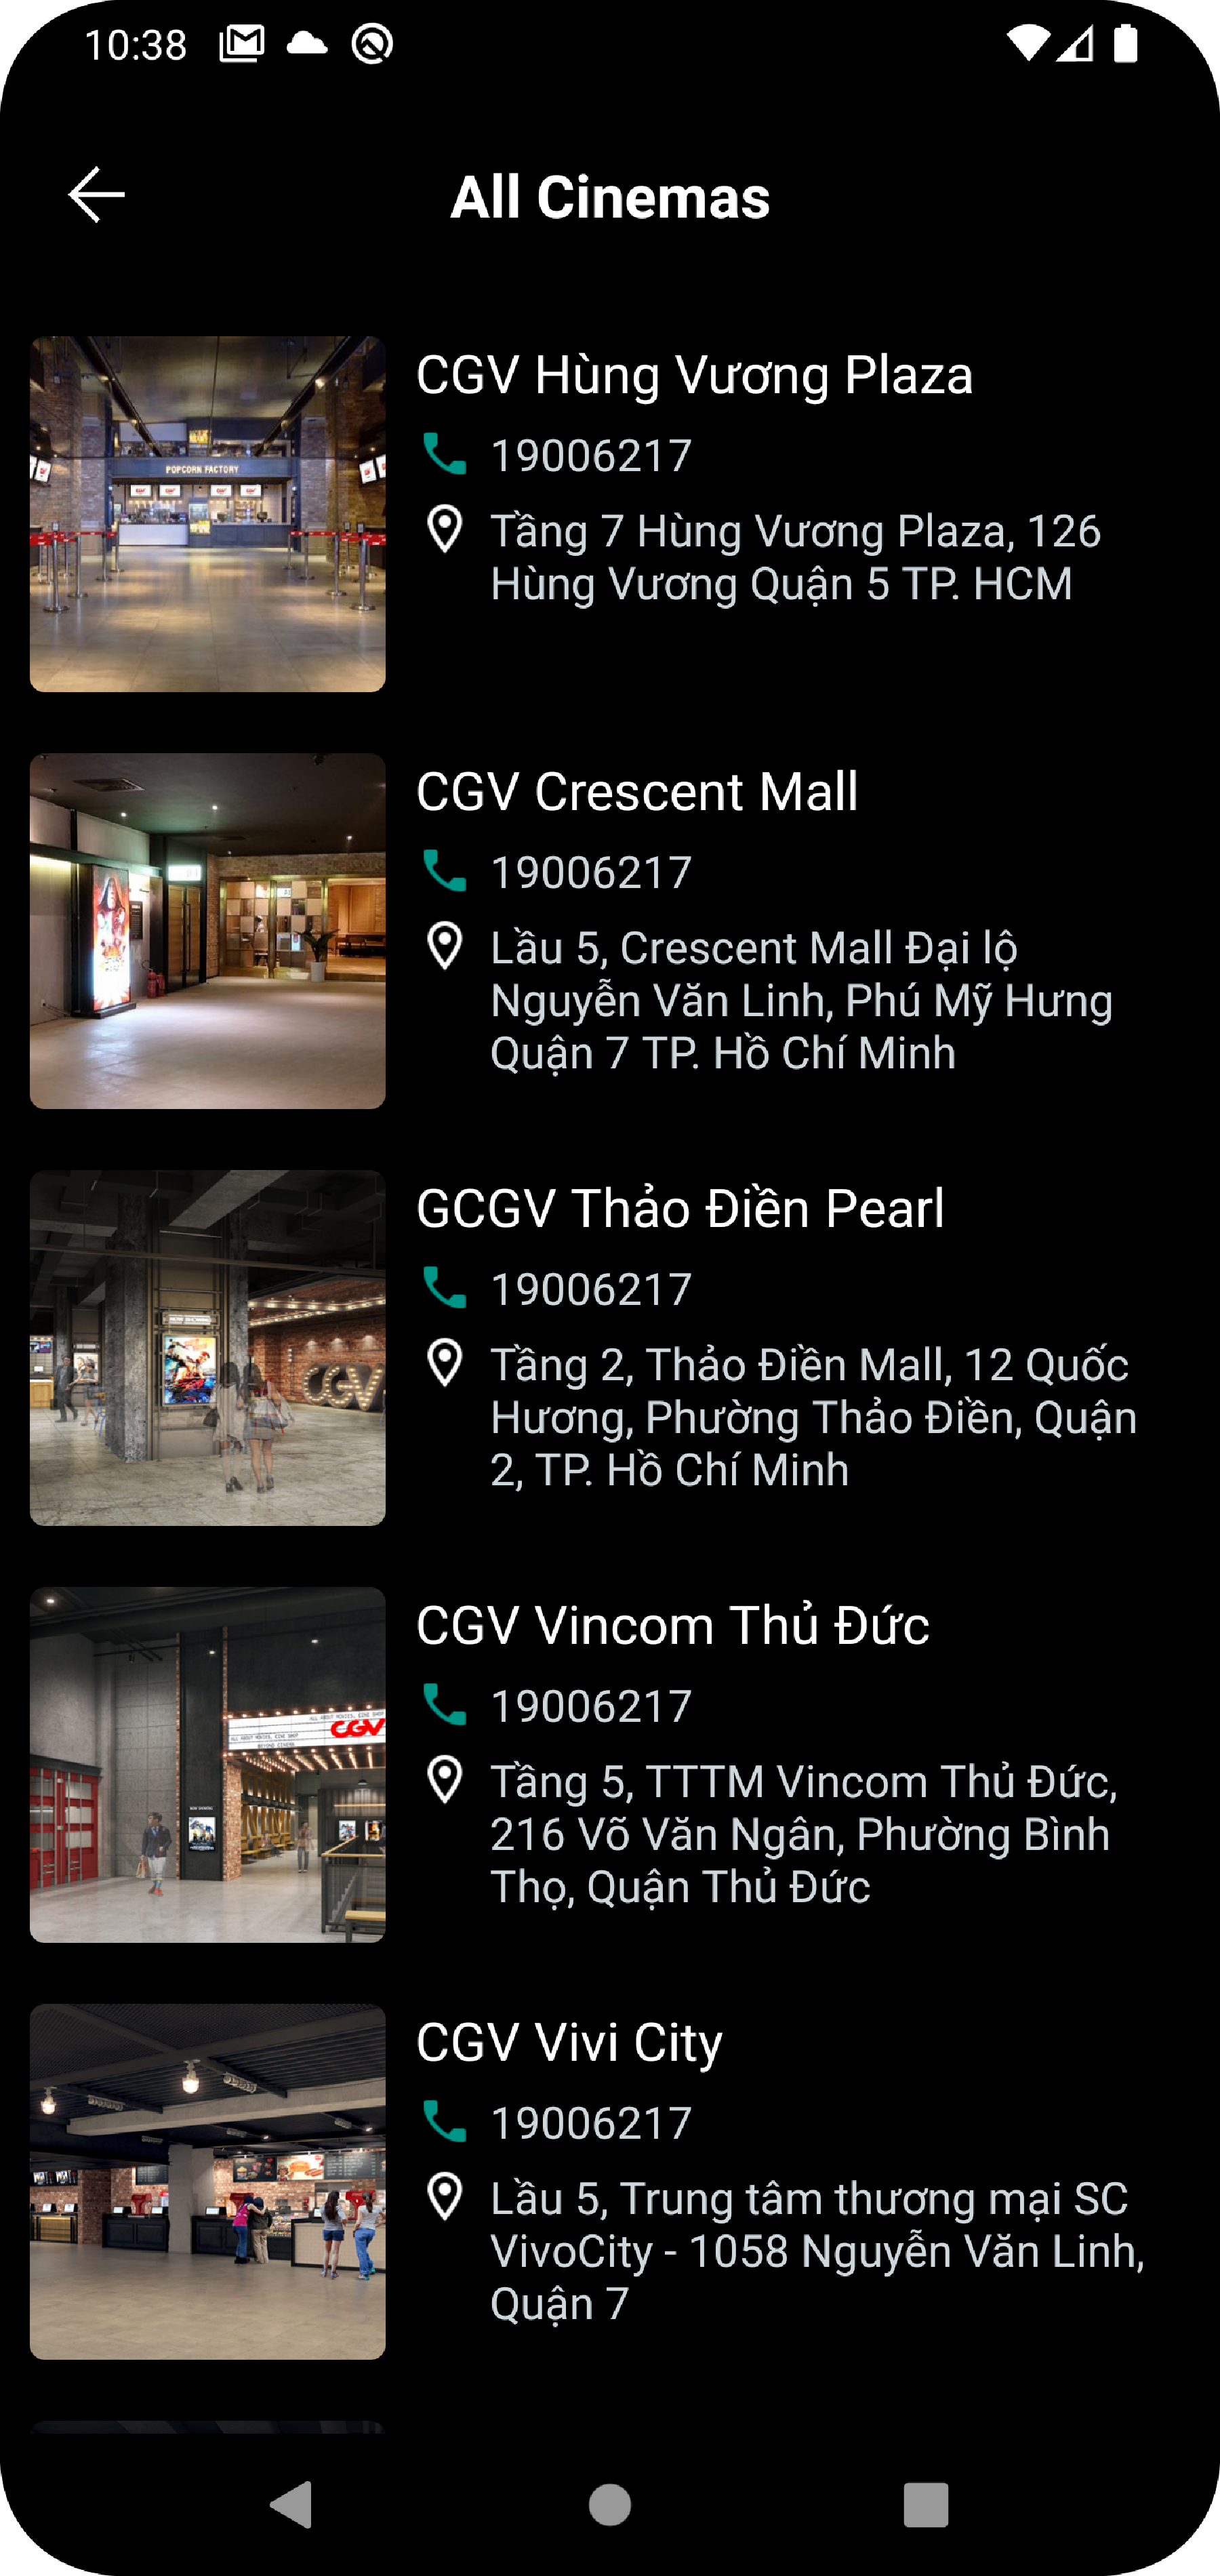 10:38
All Cinemas
POPCORN FACTORY
CGV Hùng Vương Plaza
19006217
Tầng 7 Hùng Vương Plaza, 126
Hùng Vương Quận 5 TP. HCM
CGV Crescent Mall
19006217
Lầu 5, Crescent Mall Đại lộ
Nguyễn Văn Linh, Phú Mỹ Hưng
Quận 7 TP. Hồ Chí Minh
CGV
GCGV Thảo Điền Pearl
19006217
Tầng 2, Thảo Điền Mall, 12 Quốc
Hương, Phường Thảo Điền, Quận
2, TP. Hồ Chí Minh
CGV
CGV Vincom Thủ Đức
19006217
Tầng 5, TTTM Vincom Thủ Đức,
216 Võ Văn Ngân, Phường Bình
Thọ, Quận Thủ Đức
CGV Vivi City
19006217
Lầu 5, Trung tâm thương mại SC
VivoCity - 1058 Nguyễn Văn Linh,
Quận 7